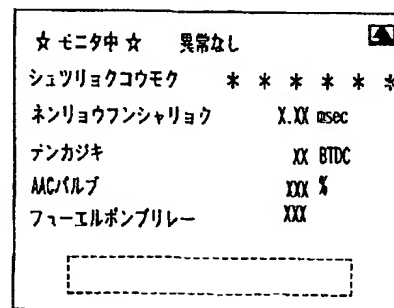 ☆ モニタ中 ☆ 異常なし
シュツリョクコウモク * * * * * *
ネンリョウフンシャリョウ X.XX msec
テンカジキ XX BTDC
AACバルブ XXX %
フューエルポンプリレー XXX